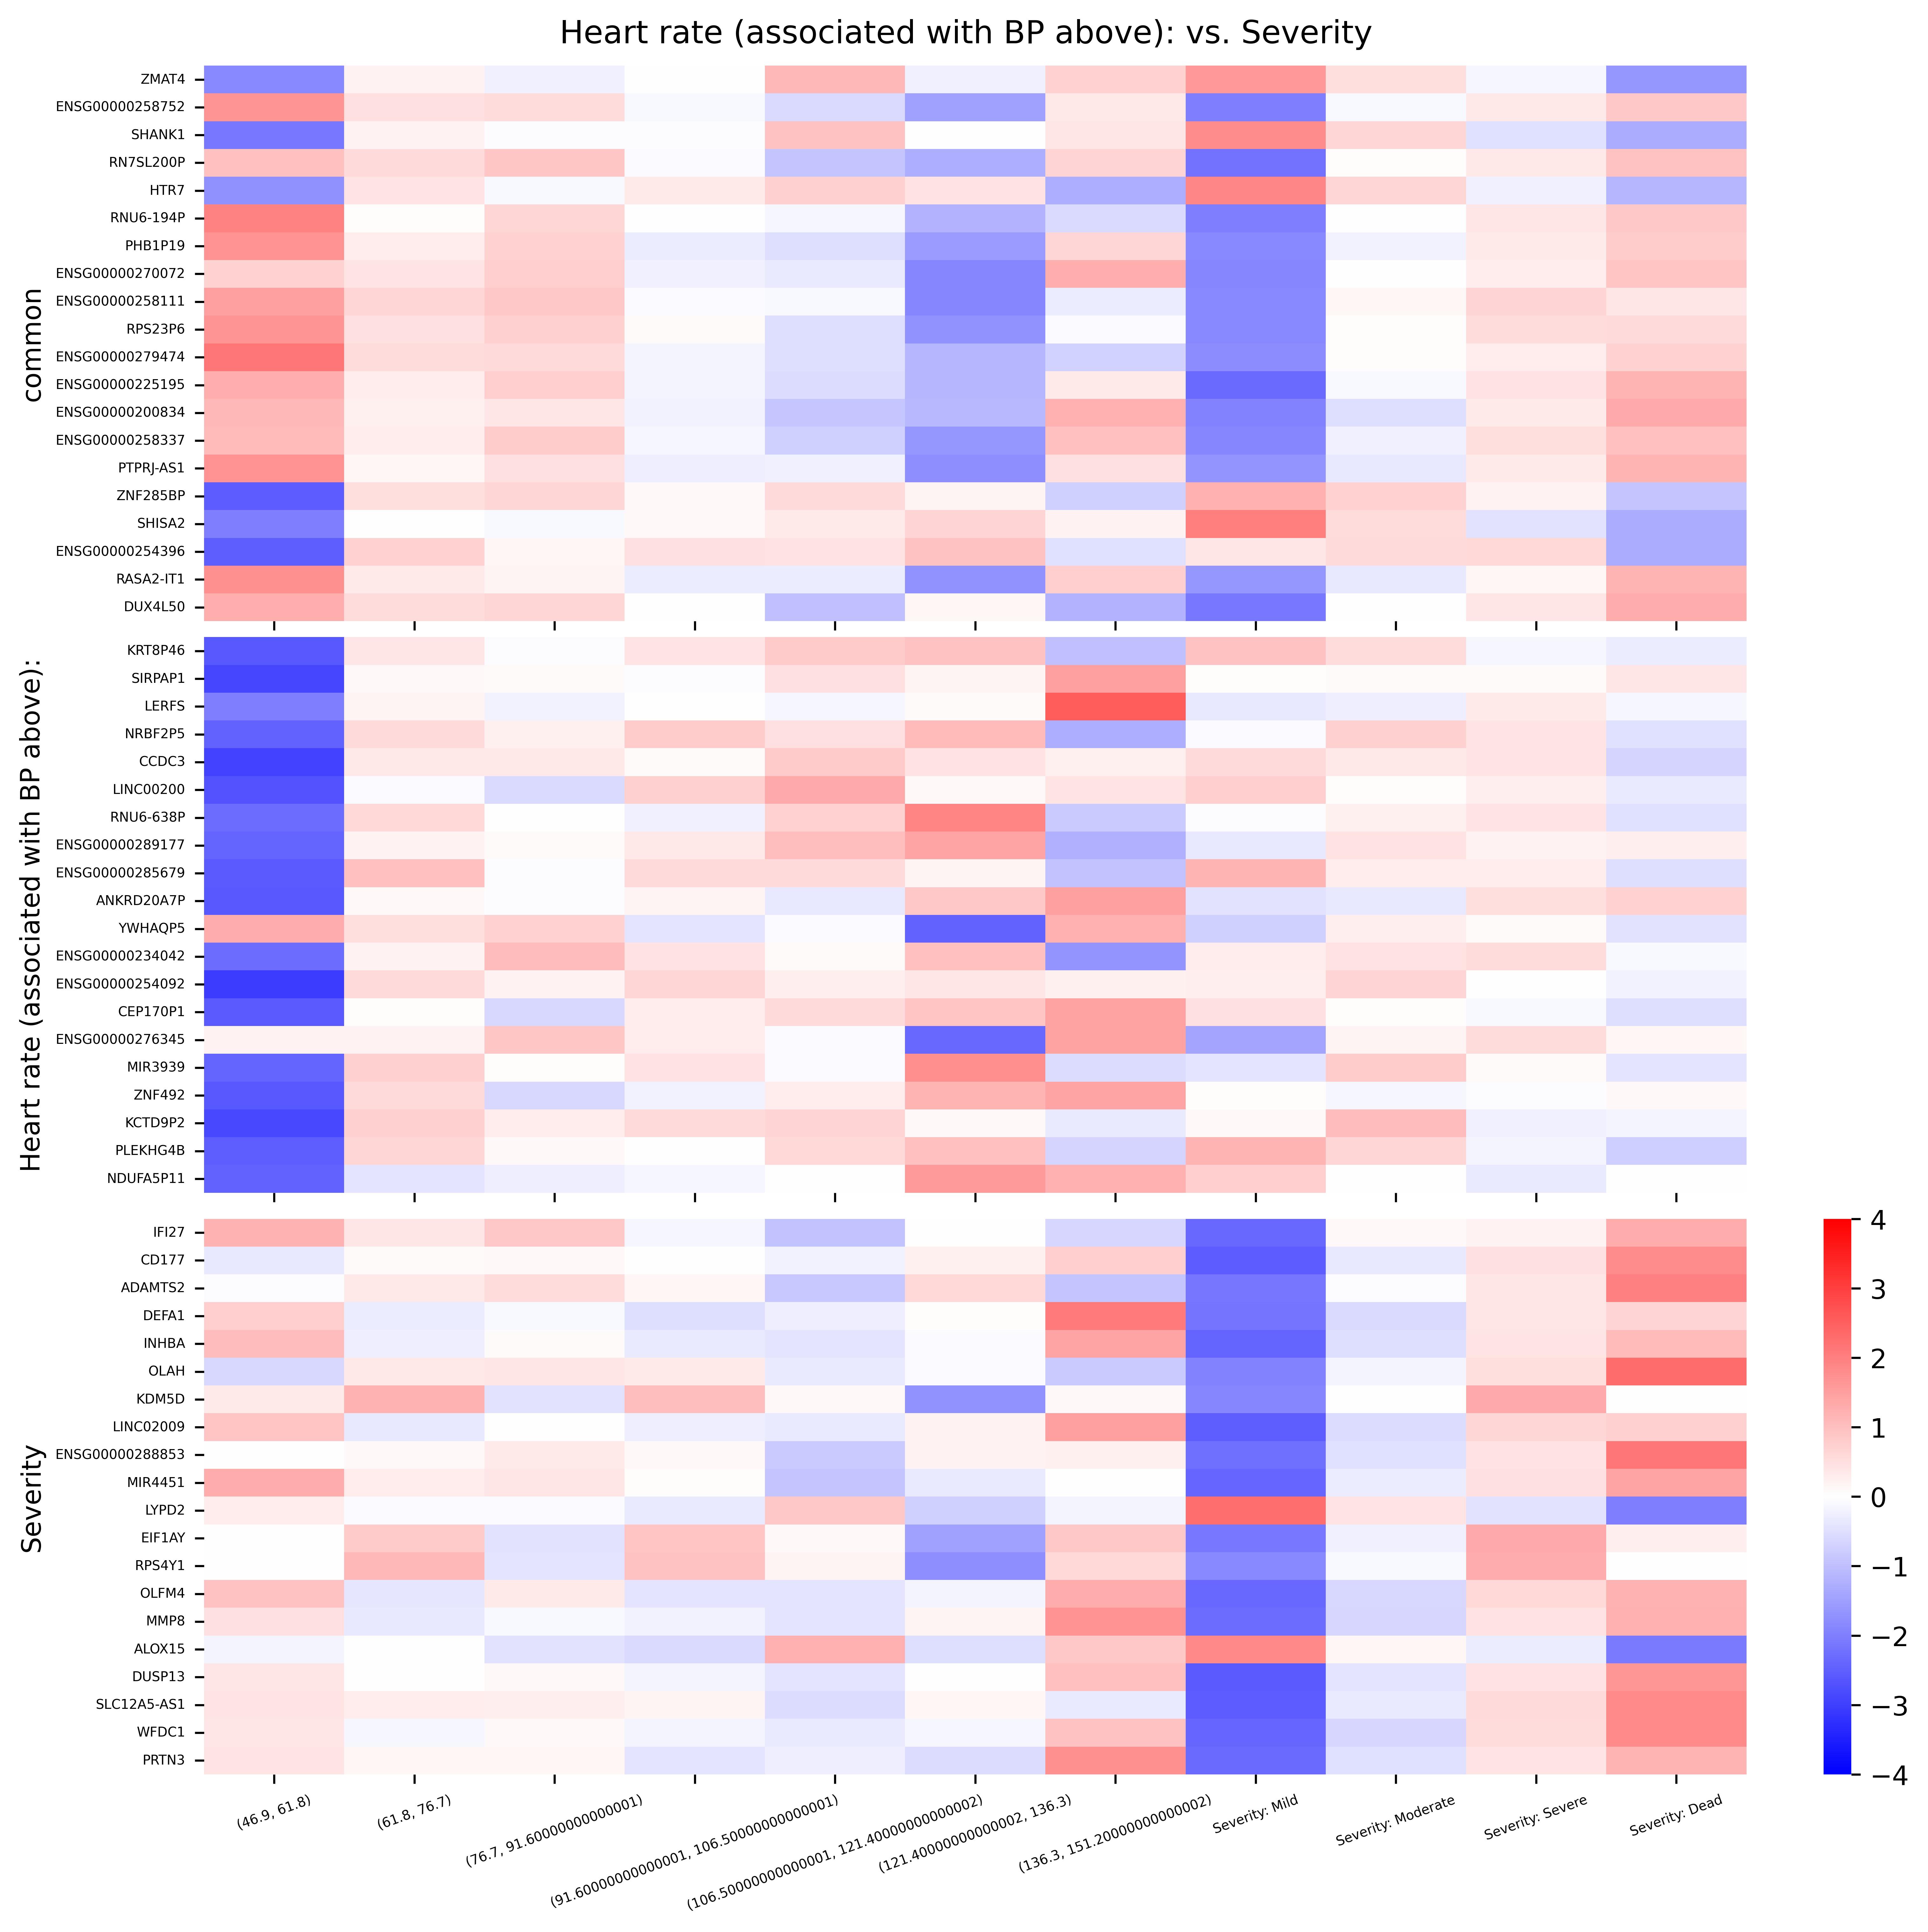 Heart rate (associated with BP above): vs. Severity
common
ZMAT4
ENSG00000258752
SHANK1
RN7SL200P
HTR7
RNU6-194P
PHB1P19
ENSG00000270072
ENSG00000258111
RPS23P6
ENSG00000279474
ENSG00000225195
ENSG00000200834
ENSG00000258337
PTPRJ-AS1
ZNF285BP
SHISA2
ENSG00000254396
RASA2-IT1
DUX4L50
Heart rate (associated with BP above):
KRT8P46
SIRPAP1
LERFS
NRBF2P5
CCDC3
LINC00200
RNU6-638P
ENSG00000289177
ENSG00000285679
ANKRD20A7P
YWHAQP5
ENSG00000234042
ENSG00000254092
CEP170P1
ENSG00000276345
MIR3939
ZNF492
KCTD9P2
PLEKHG4B
NDUFA5P11
Severity
IFI27
CD177
ADAMTS2
DEFA1
INHBA
OLAH
KDM5D
LINC02009
ENSG00000288853
MIR4451
LYPD2
EIF1AY
RPS4Y1
OLFM4
MMP8
ALOX15
DUSP13
SLC12A5-AS1
WFDC1
PRTN3
(46.9, 61.8)
(61.8, 76.7)
(76.7, 91.60000000000001)
(91.60000000000001, 106.50000000000001)
(106.50000000000001, 121.40000000000002)
(121.40000000000002, 136.3)
(136.3, 151.20000000000002)
Severity: Mild
Severity: Moderate
Severity: Severe
Severity: Dead
4
3
2
1
0
−1
−2
−3
−4